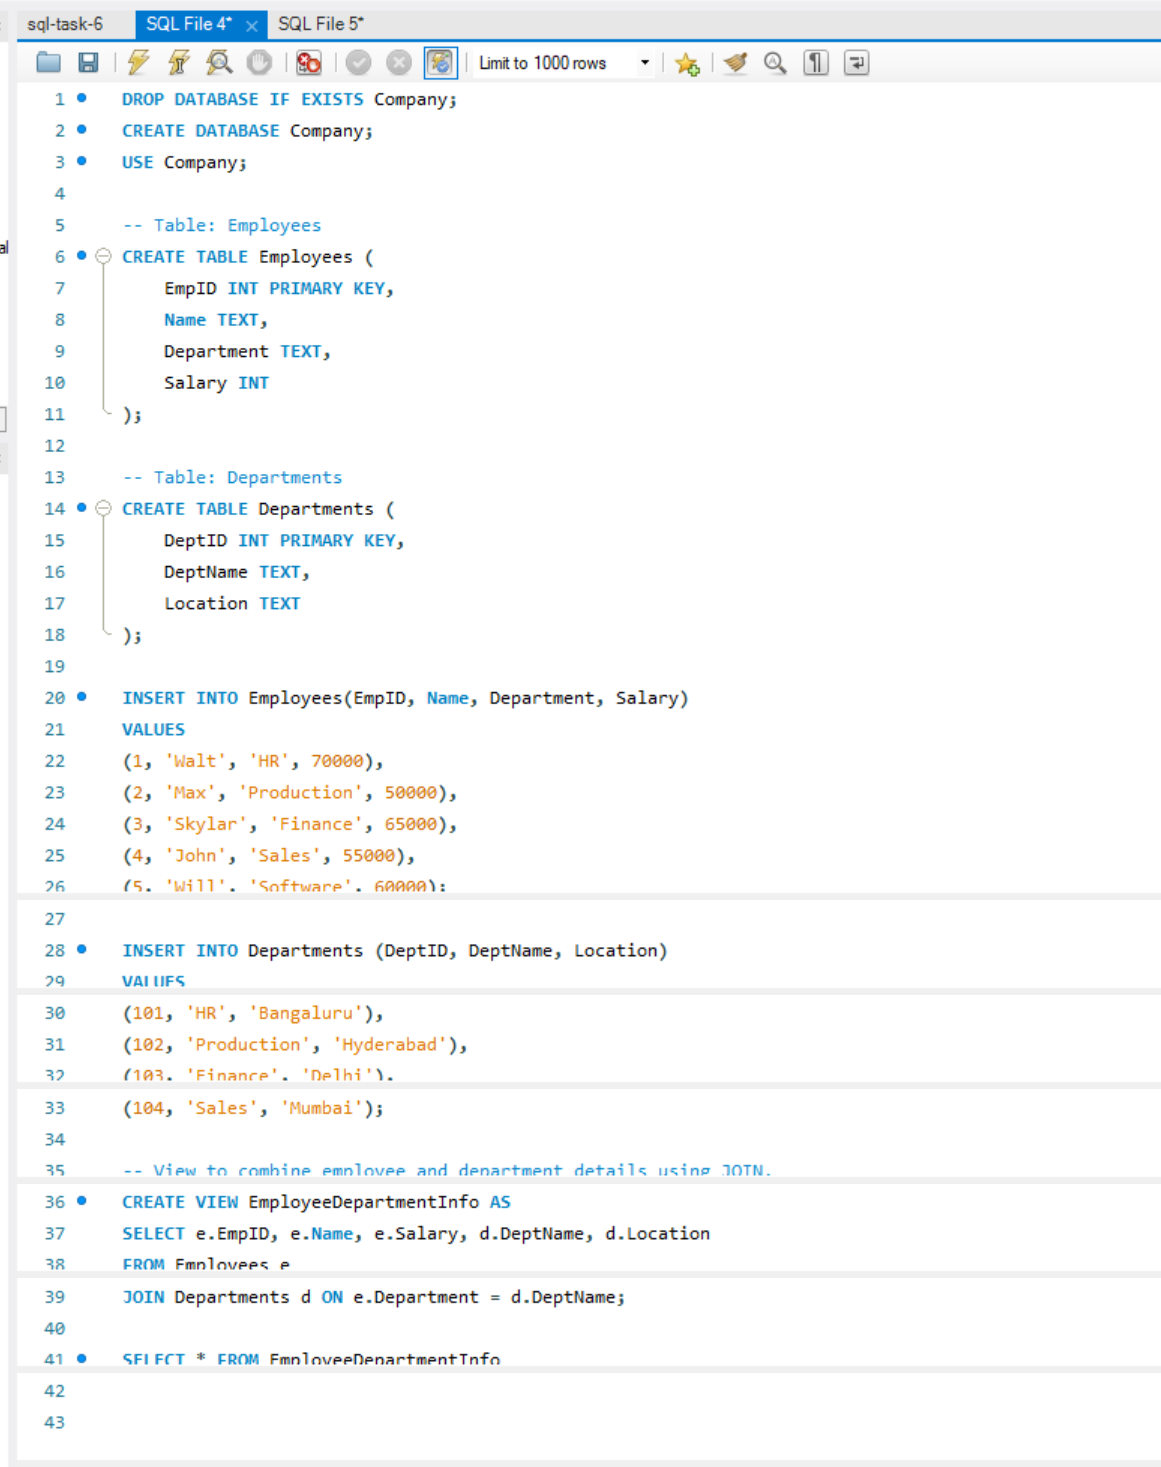 sql-task-6 SQL File 4* × SQL File 5*
Limit to 1000 rows
al
1 DROP DATABASE IF EXISTS Company;
2 CREATE DATABASE Company;
3 USE Company;
4
5 -- Table: Employees
6 CREATE TABLE Employees (
7 EmpID INT PRIMARY KEY,
8 Name TEXT,
9 Department TEXT,
10 Salary INT
11 );
12
13 -- Table: Departments
14 CREATE TABLE Departments (
15 DeptID INT PRIMARY KEY,
16 DeptName TEXT,
17 Location TEXT
18 );
19
20 INSERT INTO Employees(EmpID, Name, Department, Salary)
21 VALUES
22 (1, 'Walt', 'HR', 70000),
23 (2, 'Max', 'Production', 50000),
24 (3, 'Skylar', 'Finance', 65000),
25 (4, 'John', 'Sales', 55000),
26 (5, 'Will', 'Software', 60000);
27
28 INSERT INTO Departments (DeptID, DeptName, Location)
29 VALUES
30 (101, 'HR', 'Bangaluru'),
31 (102, 'Production', 'Hyderabad'),
32 (103, 'Finance', 'Delhi'),
33 (104, 'Sales', 'Mumbai');
34
35 -- View to combine employee and department details using JOIN.
36 CREATE VIEW EmployeeDepartmentInfo AS
37 SELECT e.EmpID, e.Name, e.Salary, d.DeptName, d.Location
38 FROM Employees e
39 JOIN Departments d ON e.Department = d.DeptName;
40
41 SELECT * FROM EmployeeDepartmentInfo
42
43